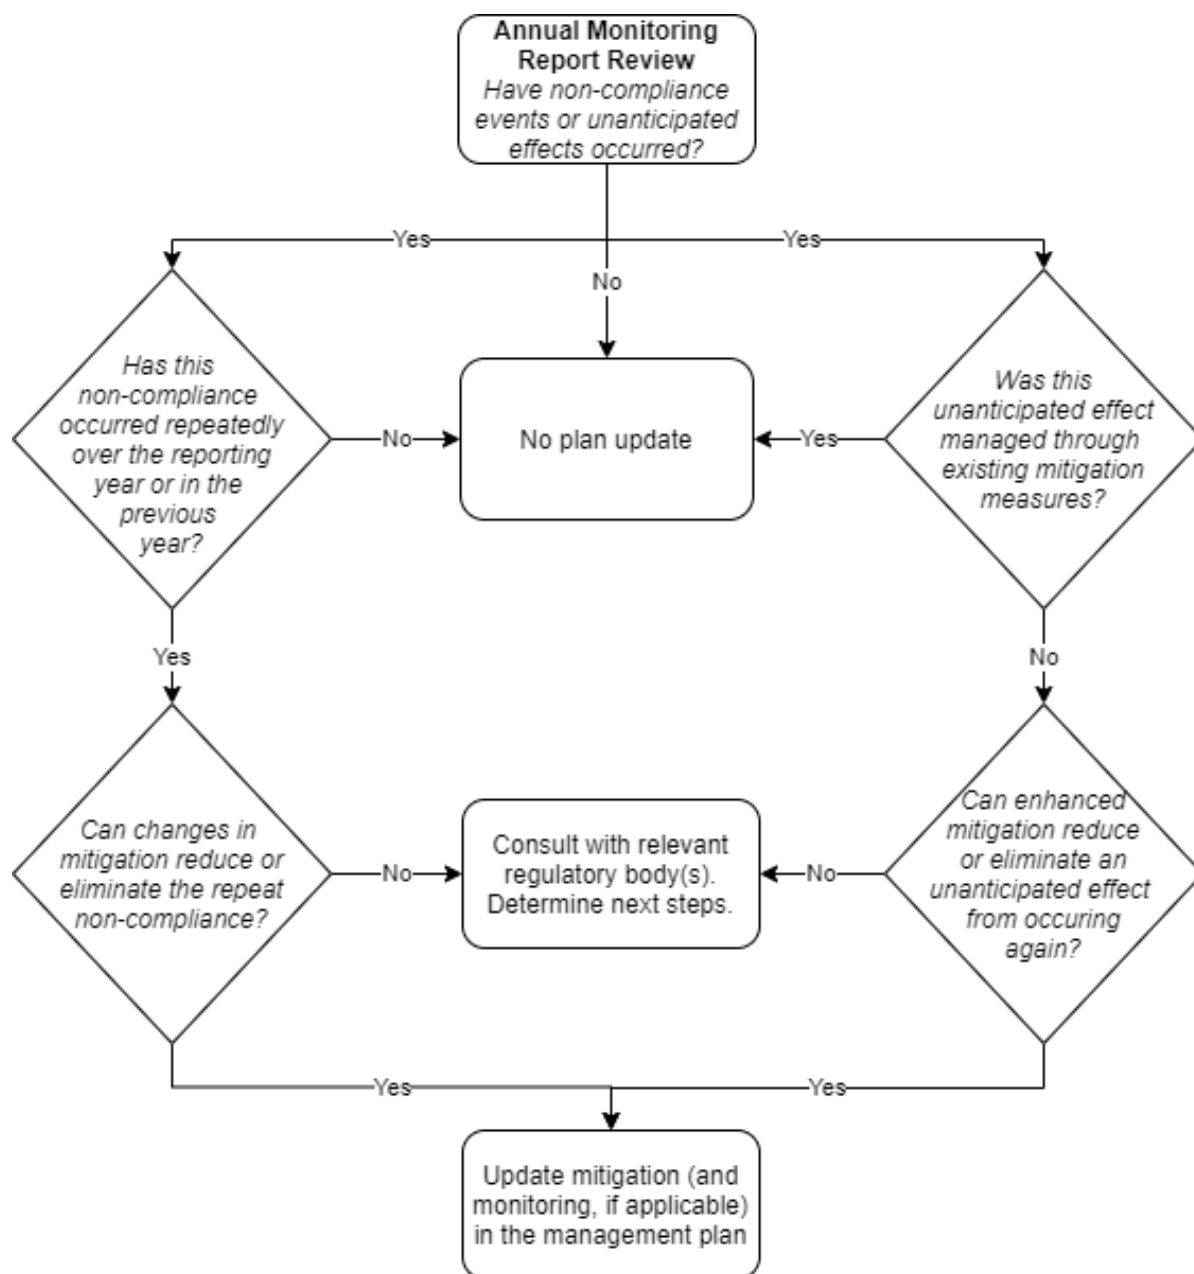 Annual Monitoring
Report Review
Have non-compliance
events or unanticipated
effects occurred?
Yes
Yes
No
Has this
non-compliance
occurred repeatedly
over the reporting
year or in the
previous
year?
No
No plan update
Yes
Was this
unanticipated effect
managed through
existing mitigation
measures?
Yes
No
Can changes in
mitigation reduce or
eliminate the repeat
non-compliance?
No
Consult with relevant
regulatory body(s).
Determine next steps.
No
Can enhanced
mitigation reduce
or eliminate an
unanticipated effect
from occuring
again?
Yes
Yes
Update mitigation (and
monitoring, if applicable)
in the management plan